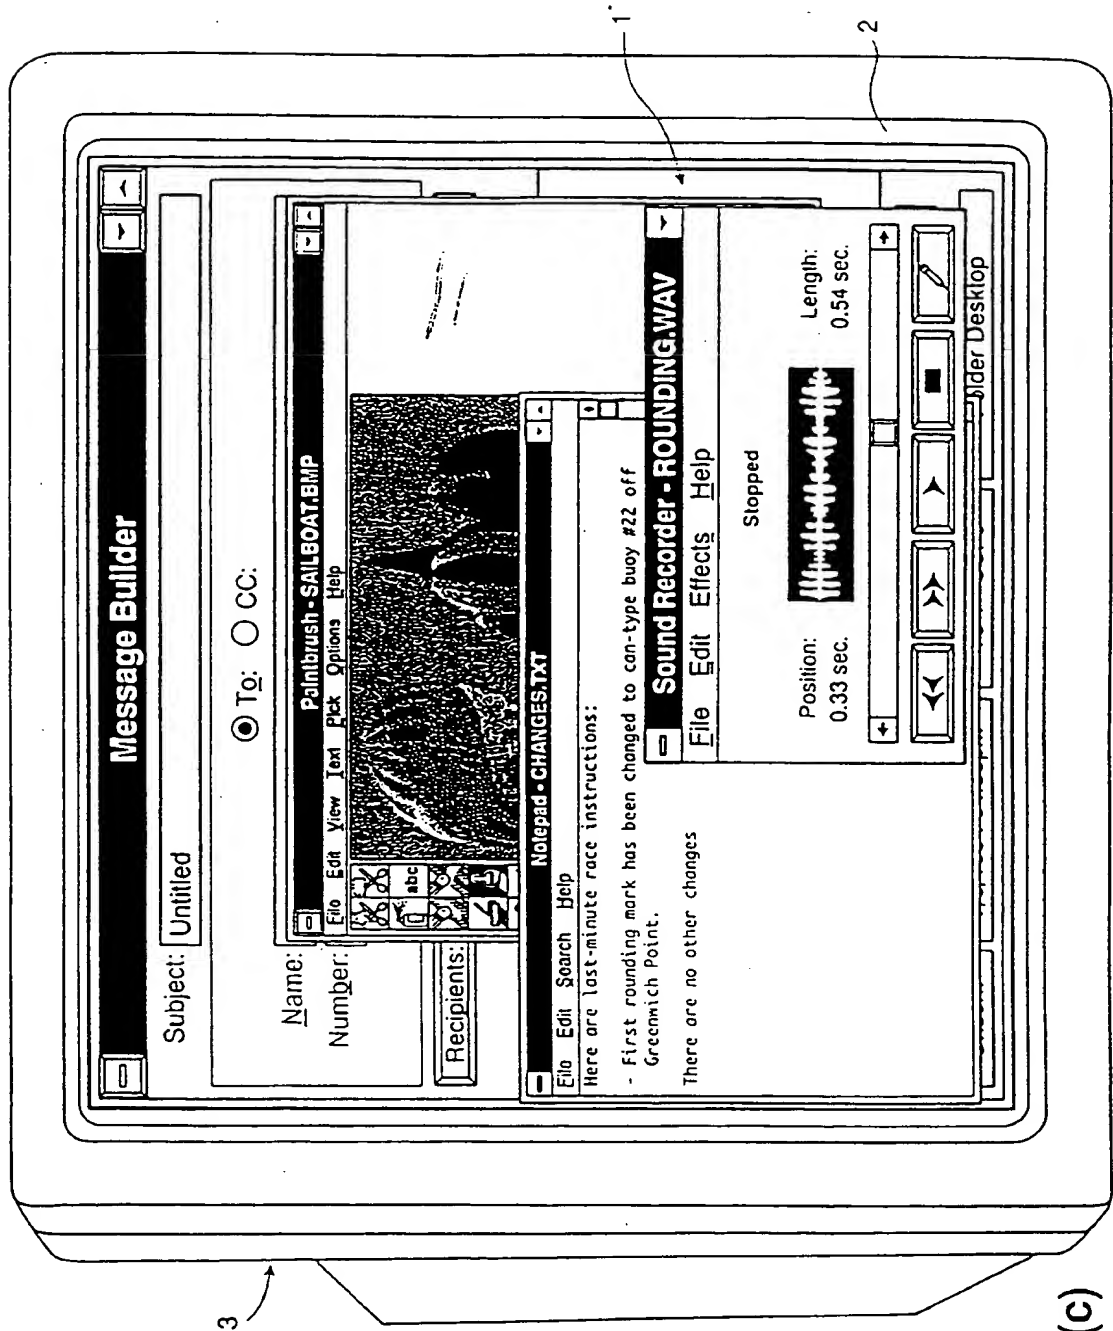 Message Builder
Subject: Untitled
To: CC:
Name:
Number:
Recipients:
Paintbrush - SAILBOAT.BMP
File Edit View Text Pick Options Help
abc
Notepad - CHANGES.TXT
File Edit Search Help
Here are last-minute race instructions:
- First rounding mark has been changed to can-type buoy #22 off
Greenwich Point.
There are no other changes
Sound Recorder - ROUNDING.WAV
File Edit Effects Help
Stopped
Position:
0.33 sec.
Length:
0.54 sec.
Desktop
1
2
3
(c)